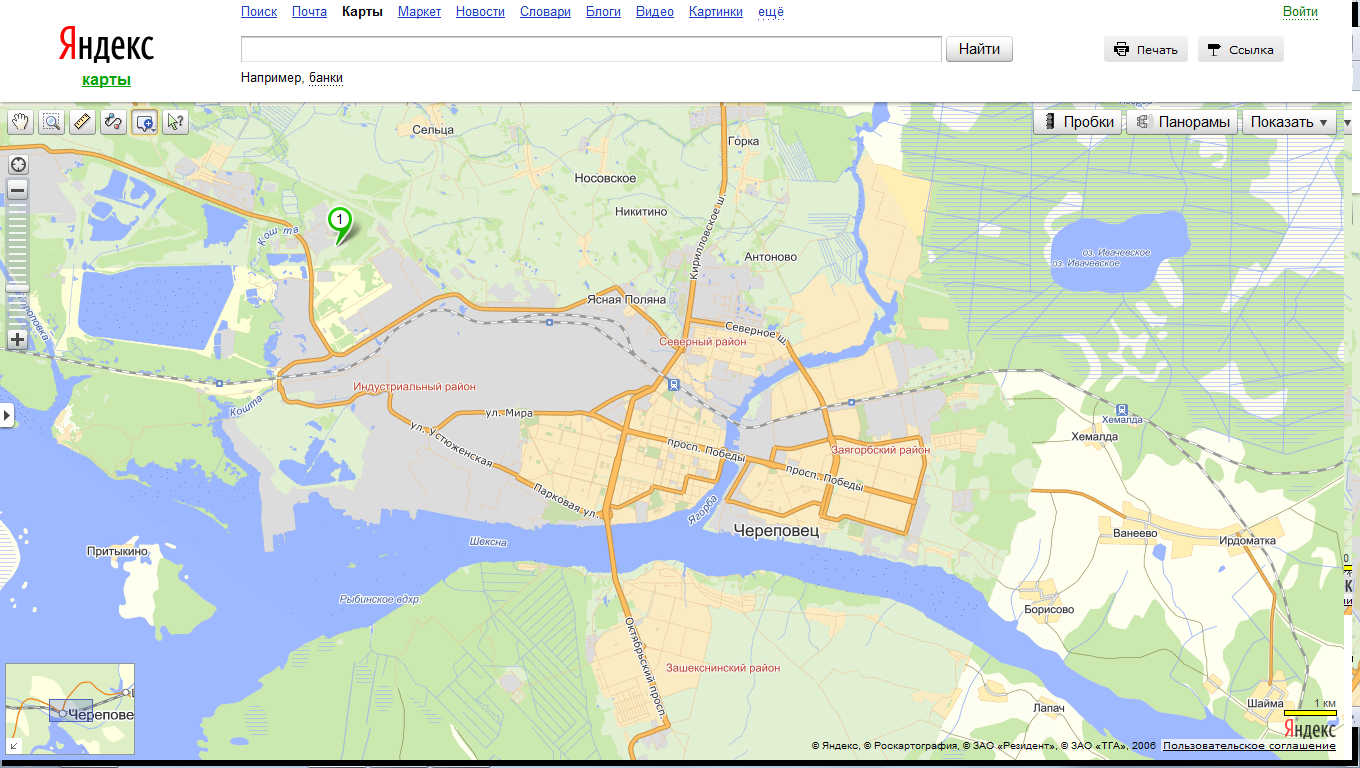 Поиск Почта Карты Маркет Новости Словари Блоги Видео Картинки ещё
Войти
Яндекс
карты
Найти
Например, банки
Печать
Ссылка
Пробки
Панорамы
Показать
Сельца
Горка
Носовское
Никитино
1
Кошта
Кирилловское ш.
Антоново
оз. Ивачевское
оз. Ивачевское
Ясная Поляна
Северное ш.
Северный район
Индустриальный район
Кошта
ул. Мира
ул. Устюженская
просп. Победы
Заягорбский район
просп. Победы
Хемалда
Хемалда
Парковая ул.
Ягорба
Череповец
Шексна
Ванеево
Ирдоматка
Притыкино
Рыбинское вдхр.
Борисово
Октябрьский просп.
Зашекснинский район
Лапач
Шайма
1 км
Яндекс
Черепове
© Яндекс, © Роскартография, © ЗАО «Резидент», © ЗАО «ТГА», 2006 Пользовательское соглашение